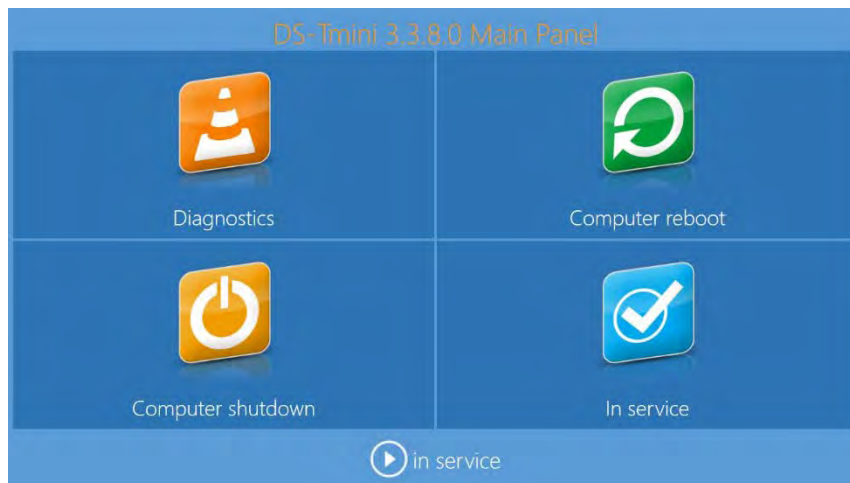 DS-Tmini 3.3.8.0 Main Panel
Diagnostics
Computer reboot
Computer shutdown
In service
in service